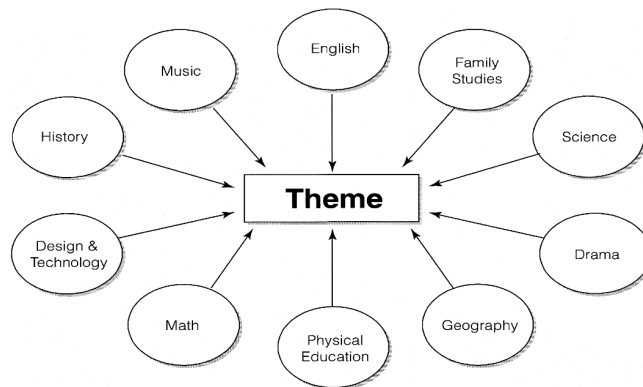 English
Music
Family
Studies
History
Science
Theme
Design &
Technology
Drama
Math
Physical
Education
Geography